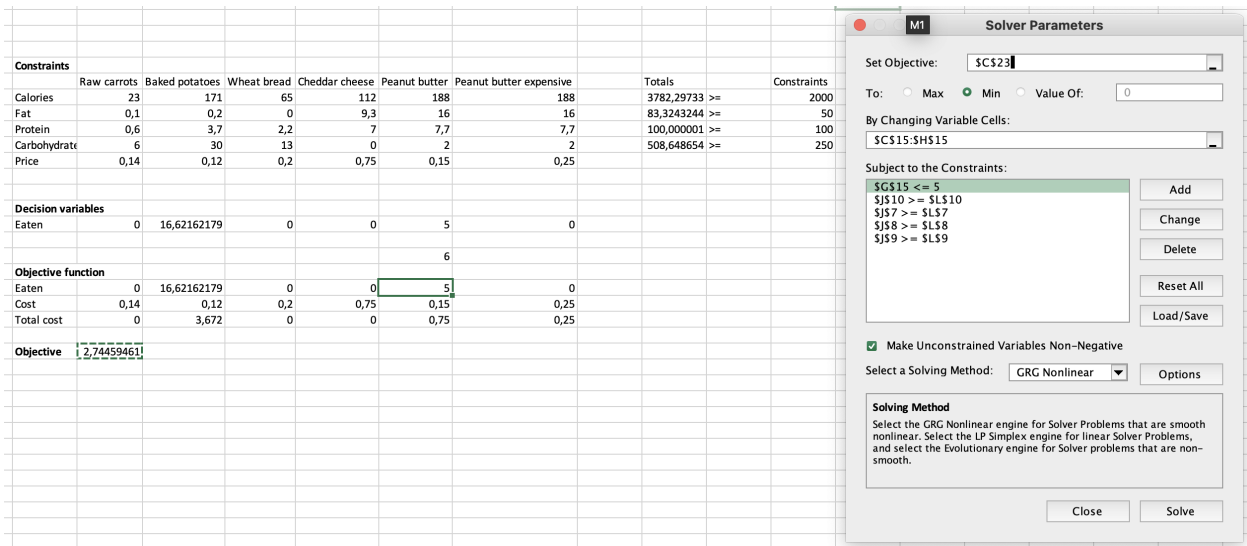 Constraints
Raw carrots Baked potatoes Wheat bread Cheddar cheese Peanut butter Peanut butter expensive Totals Constraints
Calories 23 171 65 112 188 188 3782,29733 >= 2000
Fat 0,1 0,2 0 9,3 16 16 83,3243244 >= 50
Protein 0,6 3,7 2,2 7 7,7 7,7 100,000001 >= 100
Carbohydrate 6 30 13 0 2 2 508,648654 >= 250
Price 0,14 0,12 0,2 0,75 0,15 0,25
Decision variables
Eaten 0 16,62162179 0 0 5 0
6
Objective function
Eaten 0 16,62162179 0 0 5 0
Cost 0,14 0,12 0,2 0,75 0,15 0,25
Total cost 0 3,672 0 0 0,75 0,25
Objective 2,74459461
M1
Solver Parameters
Set Objective: $C$23
To: Max Min Value Of: 0
By Changing Variable Cells:
$C$15:$H$15
Subject to the Constraints:
$G$15 <= 5
$J$10 >= $L$10
$J$7 >= $L$7
$J$8 >= $L$8
$J$9 >= $L$9
Add
Change
Delete
Reset All
Load/Save
Make Unconstrained Variables Non-Negative
Select a Solving Method: GRG Nonlinear Options
Solving Method
Select the GRG Nonlinear engine for Solver Problems that are smooth
nonlinear. Select the LP Simplex engine for linear Solver Problems,
and select the Evolutionary engine for Solver problems that are non-
smooth.
Close Solve